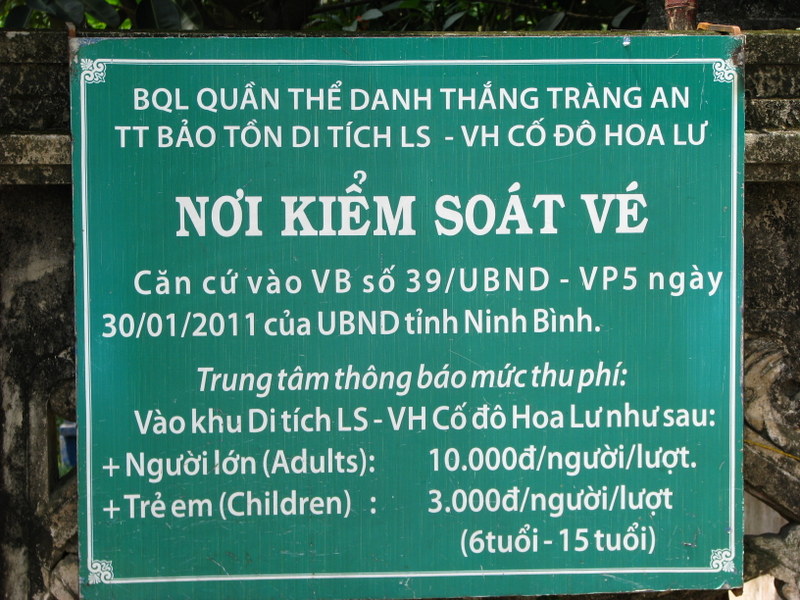 BQL QUẦN THỂ DANH THẮNG TRÀNG AN
TT BẢO TỒN DI TÍCH LS - VH CỐ ĐÔ HOA LƯ
NƠI KIỂM SOÁT VÉ
Căn cứ vào VB số 39/UBND - VP5 ngày
30/01/2011 của UBND tỉnh Ninh Bình.
Trung tâm thông báo mức thu phí:
Vào khu Di tích LS - VH Cố đô Hoa Lư như sau:
+ Người lớn (Adults): 10.000đ/người/lượt.
+ Trẻ em (Children) : 3.000đ/người/lượt
(6tuổi - 15 tuổi)